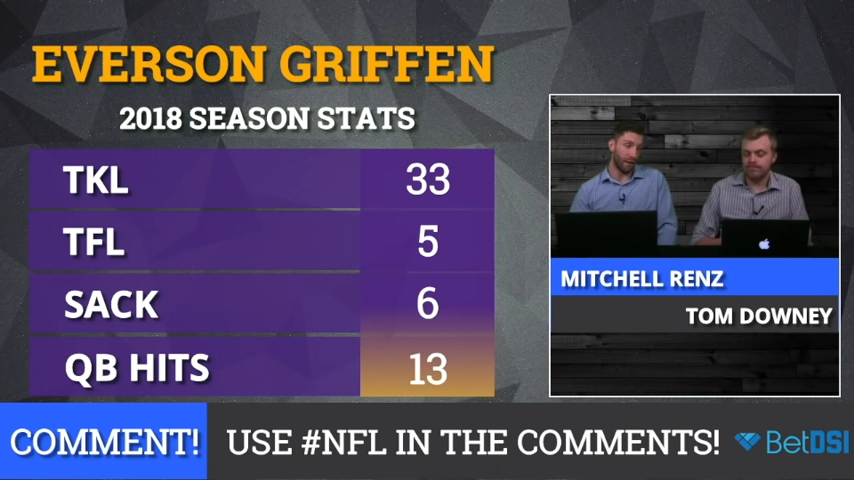 EVERSON GRIFFEN
2018 SEASON STATS
TKL 33
TFL 5
SACK 6
QB HITS 13
MITCHELL RENZ
TOM DOWNEY
COMMENT! USE #NFL IN THE COMMENTS! BetDSI